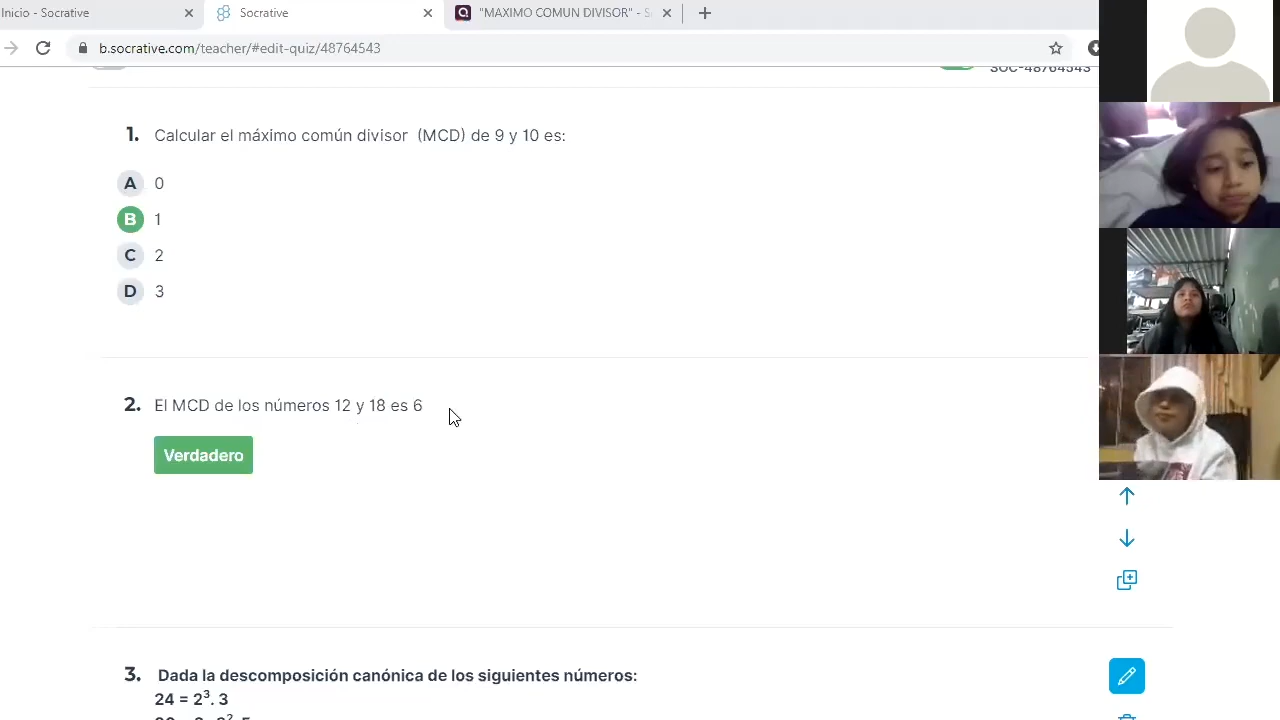 Inicio - Socrative
Socrative
"MAXIMO COMUN DIVISOR" - S
b.socrative.com/teacher/#edit-quiz/48764543
SOC-48764543
1. Calcular el máximo común divisor (MCD) de 9 y 10 es:
A 0
B 1
C 2
D 3
2. El MCD de los números 12 y 18 es 6
Verdadero
3. Dada la descomposición canónica de los siguientes números:
24 = 2³. 3